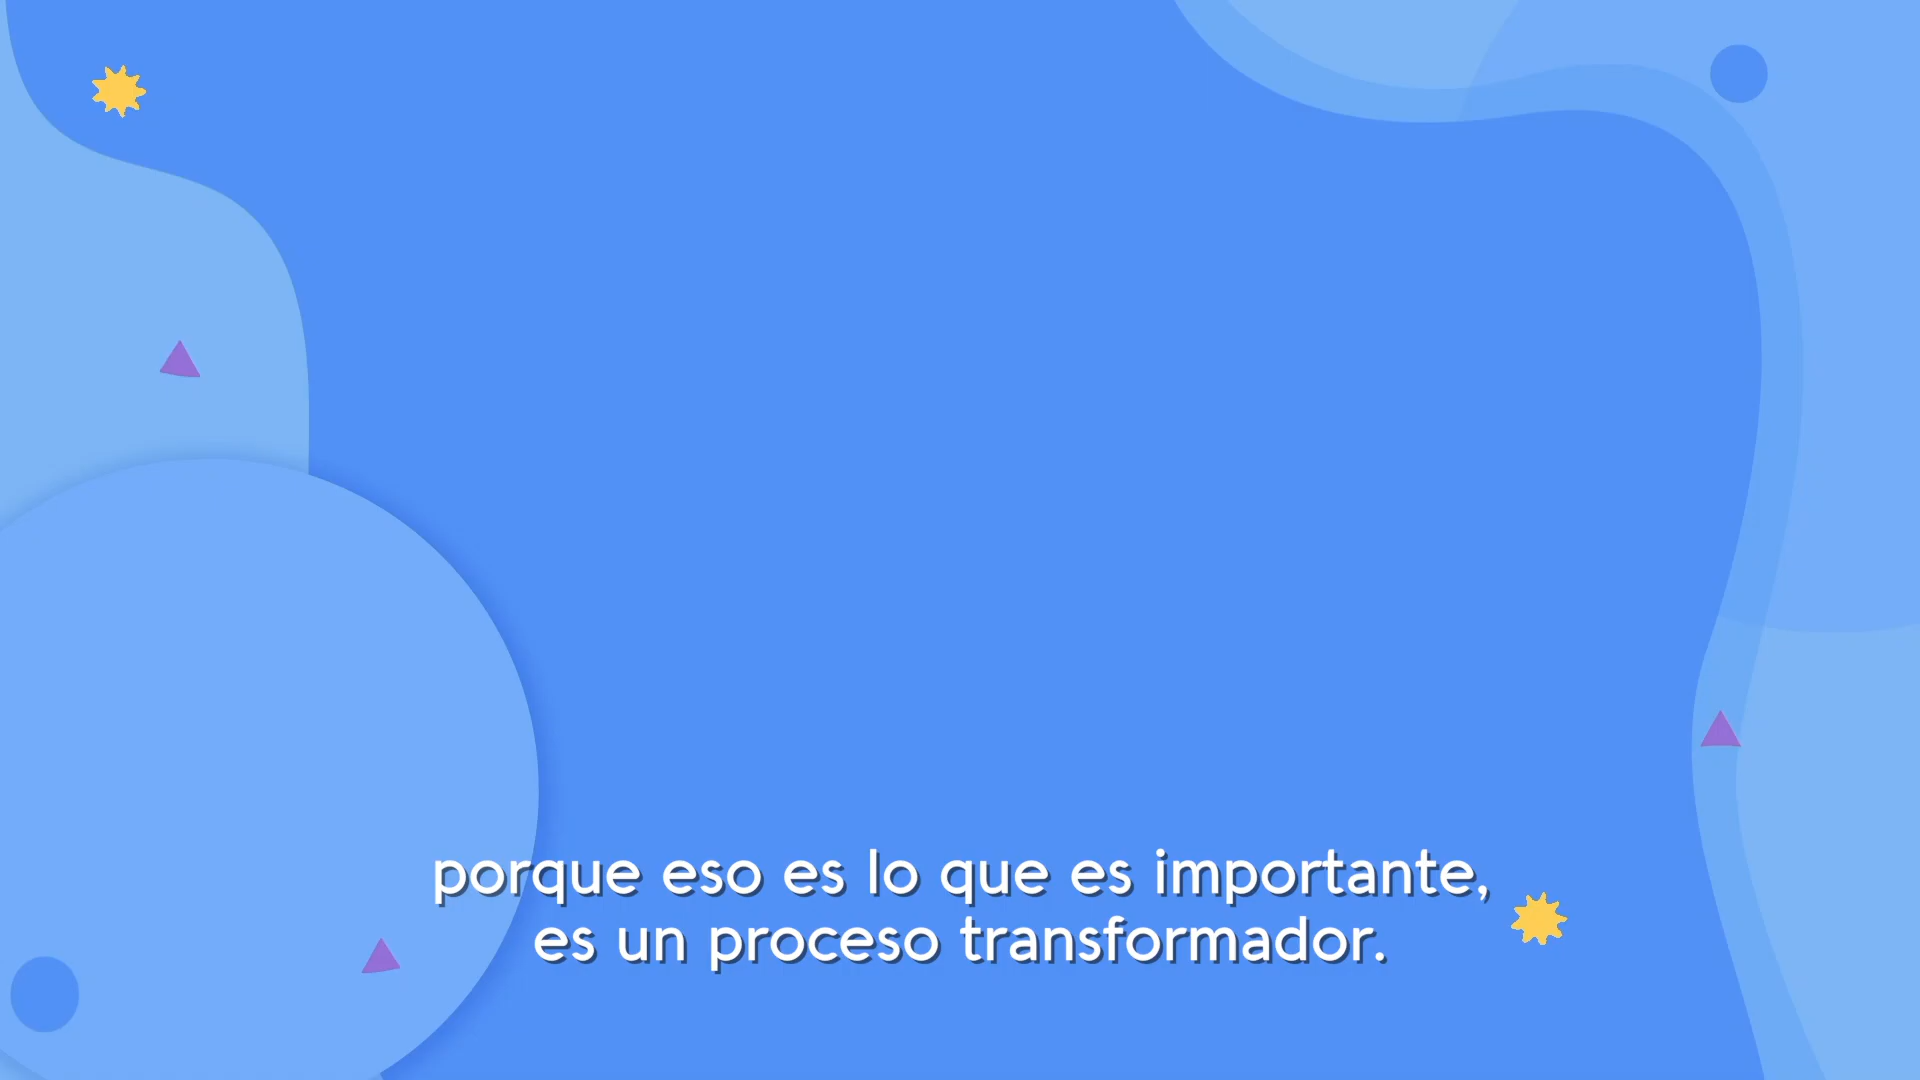 porque eso es lo que es importante,
es un proceso transformador.